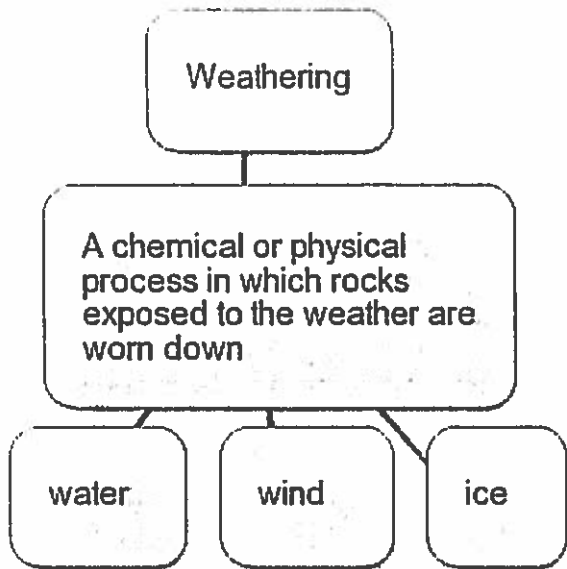 Weathering
A chemical or physical
process in which rocks
exposed to the weather are
worn down
water
wind
ice